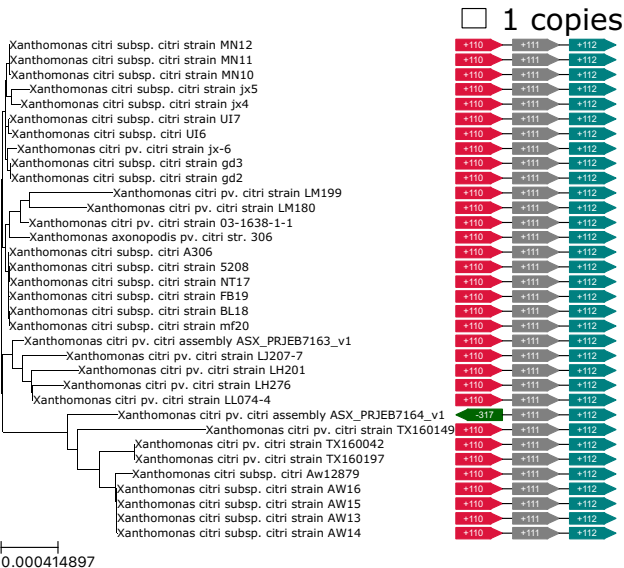 1 copies
Xanthomonas citri subsp. citri strain MN12 +110 +111 +112
Xanthomonas citri subsp. citri strain MN11 +110 +111 +112
Xanthomonas citri subsp. citri strain MN10 +110 +111 +112
Xanthomonas citri subsp. citri strain jx5 +110 +111 +112
Xanthomonas citri subsp. citri strain jx4 +110 +111 +112
Xanthomonas citri subsp. citri strain UI7 +110 +111 +112
Xanthomonas citri subsp. citri UI6 +110 +111 +112
Xanthomonas citri pv. citri strain jx-6 +110 +111 +112
Xanthomonas citri subsp. citri strain gd3 +110 +111 +112
Xanthomonas citri subsp. citri strain gd2 +110 +111 +112
Xanthomonas citri pv. citri strain LM199 +110 +111 +112
Xanthomonas citri pv. citri strain LM180 +110 +111 +112
Xanthomonas citri pv. citri strain 03-1638-1-1 +110 +111 +112
Xanthomonas axonopodis pv. citri str. 306 +110 +111 +112
Xanthomonas citri subsp. citri A306 +110 +111 +112
Xanthomonas citri subsp. citri strain 5208 +110 +111 +112
Xanthomonas citri subsp. citri strain NT17 +110 +111 +112
Xanthomonas citri subsp. citri strain FB19 +110 +111 +112
Xanthomonas citri subsp. citri strain BL18 +110 +111 +112
Xanthomonas citri subsp. citri strain mf20 +110 +111 +112
Xanthomonas citri pv. citri assembly ASX_PRJEB7163_v1 +110 +111 +112
Xanthomonas citri pv. citri strain LJ207-7 +110 +111 +112
Xanthomonas citri pv. citri strain LH201 +110 +111 +112
Xanthomonas citri pv. citri strain LH276 +110 +111 +112
Xanthomonas citri pv. citri strain LL074-4 +110 +111 +112
Xanthomonas citri pv. citri assembly ASX_PRJEB7164_v1 -317 +111 +112
Xanthomonas citri pv. citri strain TX160149 +110 +111 +112
Xanthomonas citri pv. citri strain TX160042 +110 +111 +112
Xanthomonas citri pv. citri strain TX160197 +110 +111 +112
Xanthomonas citri subsp. citri Aw12879 +110 +111 +112
Xanthomonas citri subsp. citri strain AW16 +110 +111 +112
Xanthomonas citri subsp. citri strain AW15 +110 +111 +112
Xanthomonas citri subsp. citri strain AW13 +110 +111 +112
Xanthomonas citri subsp. citri strain AW14 +110 +111 +112
0.000414897